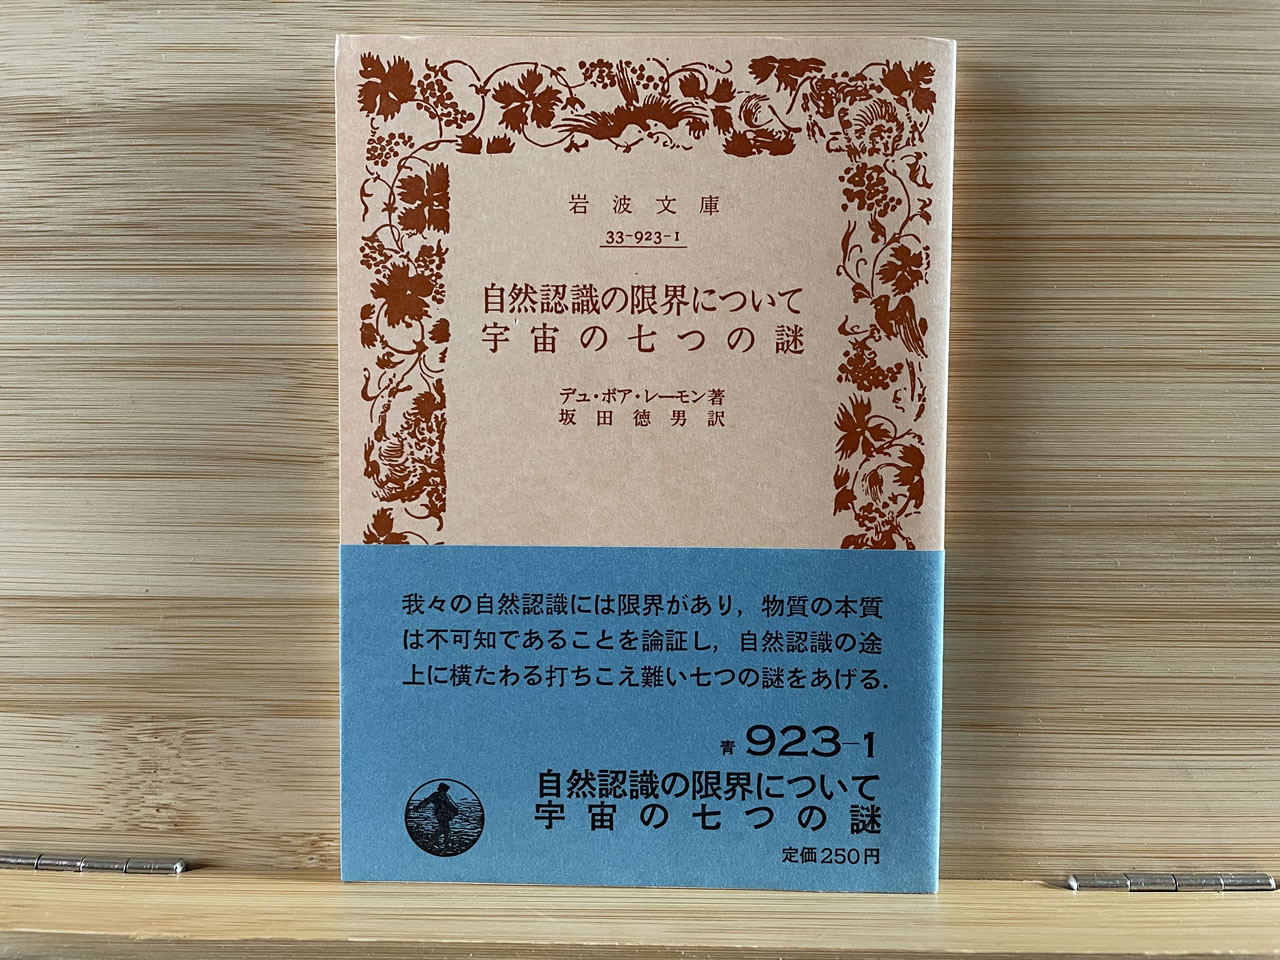 岩波文庫
33-923-1
自然認識の限界について
宇宙の七つの謎
デュ・ボア・レーモン著
坂田徳男訳
我々の自然認識には限界があり，物質の本質
は不可知であることを論証し，自然認識の途
上に横たわる打ちこえ難い七つの謎をあげる.
青 923-1
自然認識の限界について
宇宙の七つの謎
定価250円